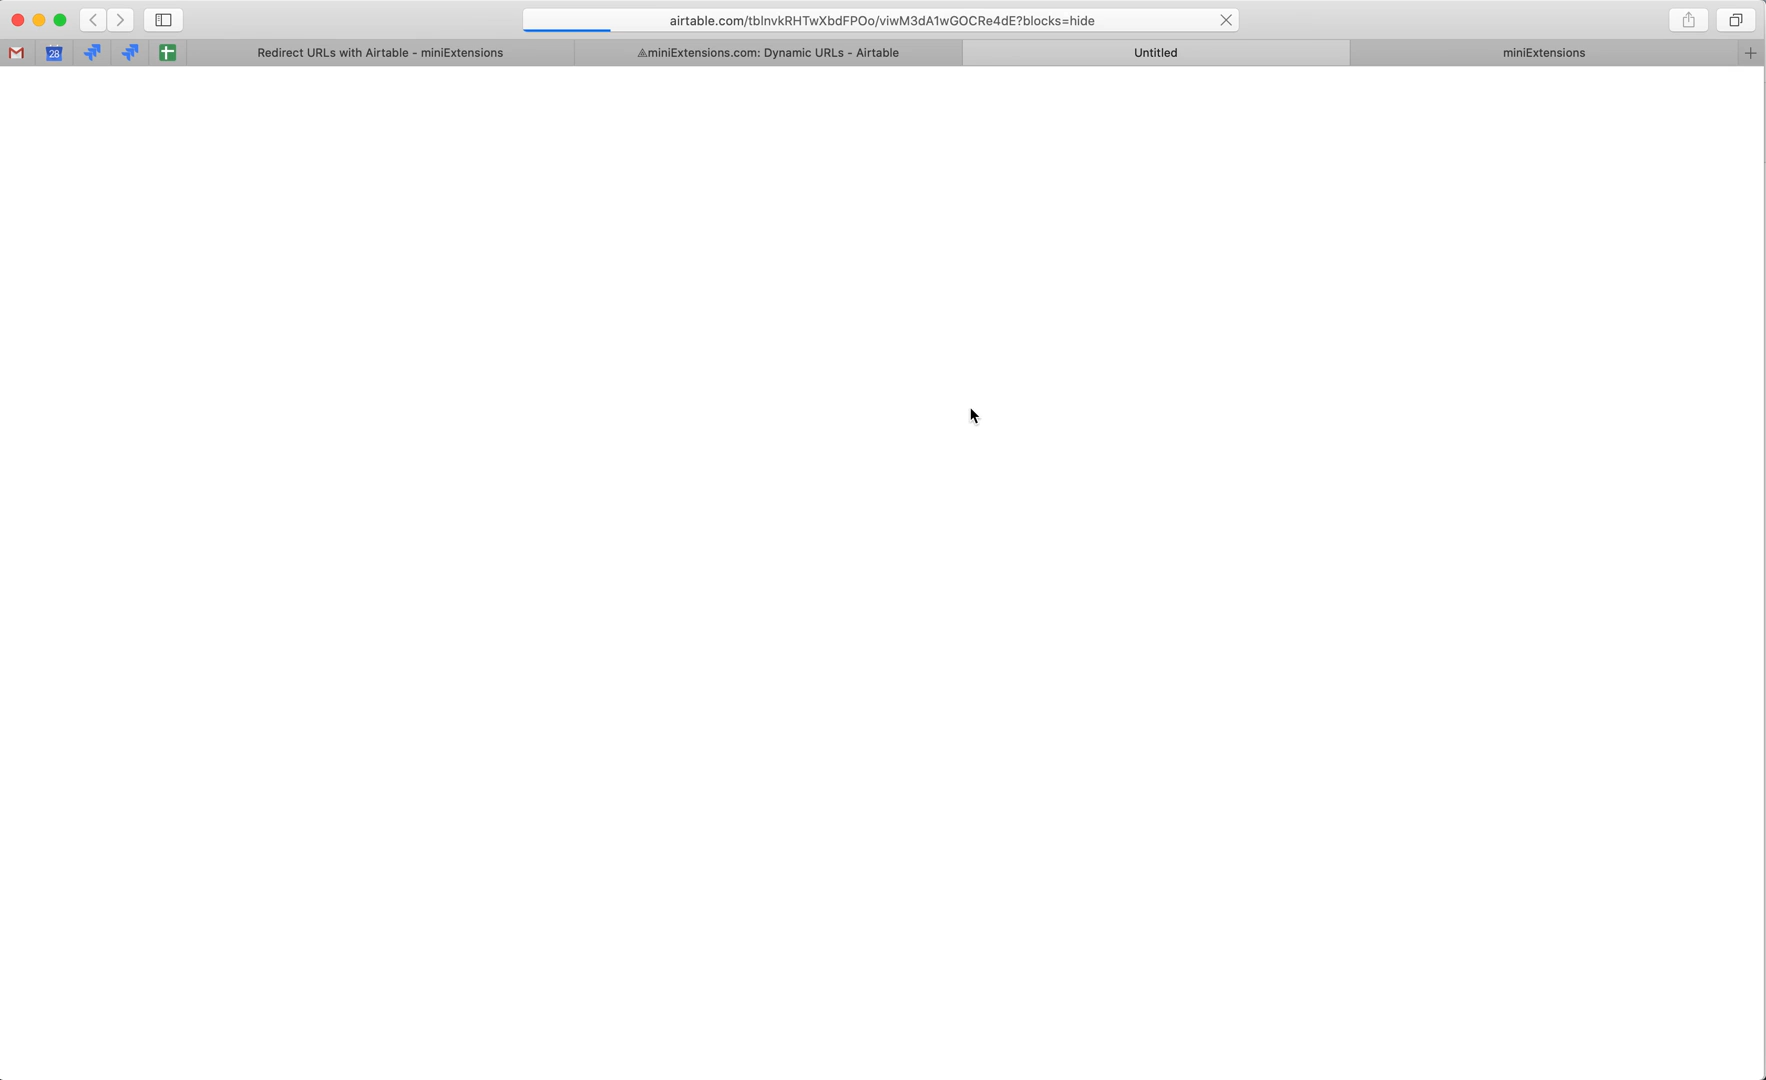 airtable.com/tblnvkRHTwXbdFPOo/viwM3dA1wGOCRe4dE?blocks=hide
28
Redirect URLs with Airtable - miniExtensions
miniExtensions.com: Dynamic URLs - Airtable
Untitled
miniExtensions